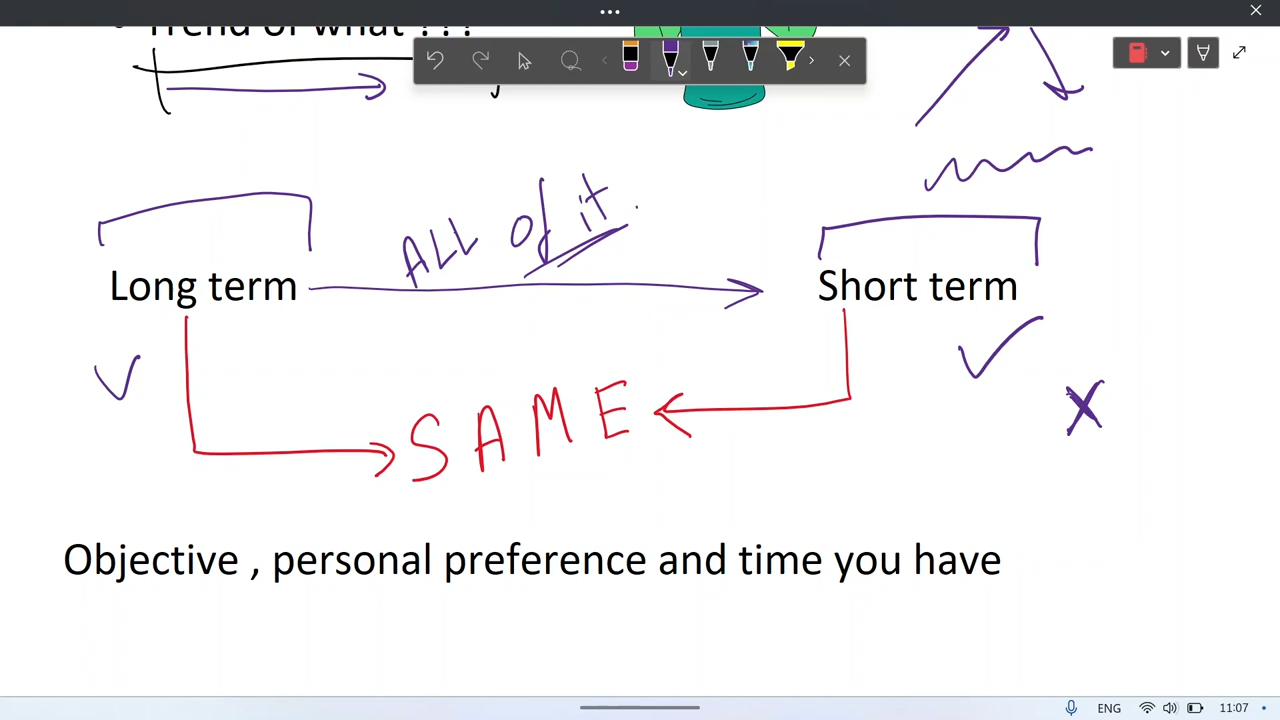 Trend of what ???
ALL of it.
Long term
Short term
SAME
Objective , personal preference and time you have
ENG
11:07